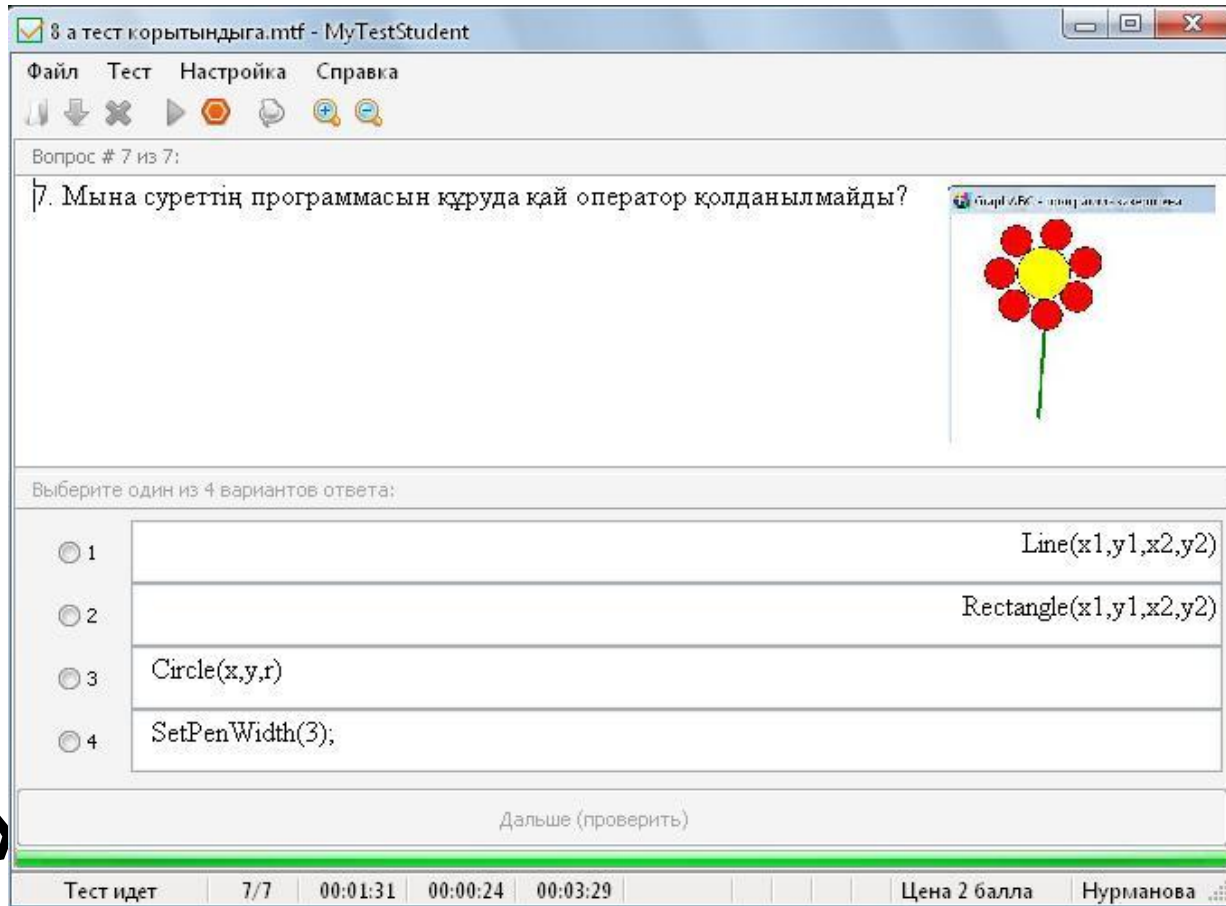 8 а тест корытындыга.mtf - MyTestStudent
Файл Тест Настройка Справка
Вопрос # 7 из 7:
7. Мына суреттің программасын құруда қай оператор қолданылмайды?
GraphABC - программа завершена
Выберите один из 4 вариантов ответа:
1 Line(x1,y1,x2,y2)
2 Rectangle(x1,y1,x2,y2)
3 Circle(x,y,r)
4 SetPenWidth(3);
Дальше (проверить)
Тест идет 7/7 00:01:31 00:00:24 00:03:29 Цена 2 балла Нурманова